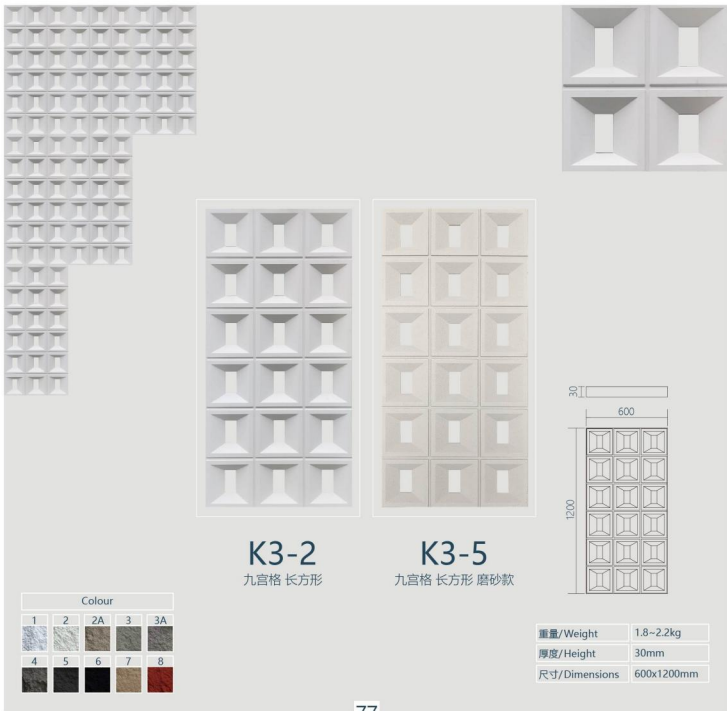 30
600
1200
K3-2
九宫格 长方形
K3-5
九宫格 长方形 磨砂款
Colour
1 2 2A 3 3A
4 5 6 7 8
重量/Weight 1.8~2.2kg
厚度/Height 30mm
尺寸/Dimensions 600x1200mm
77